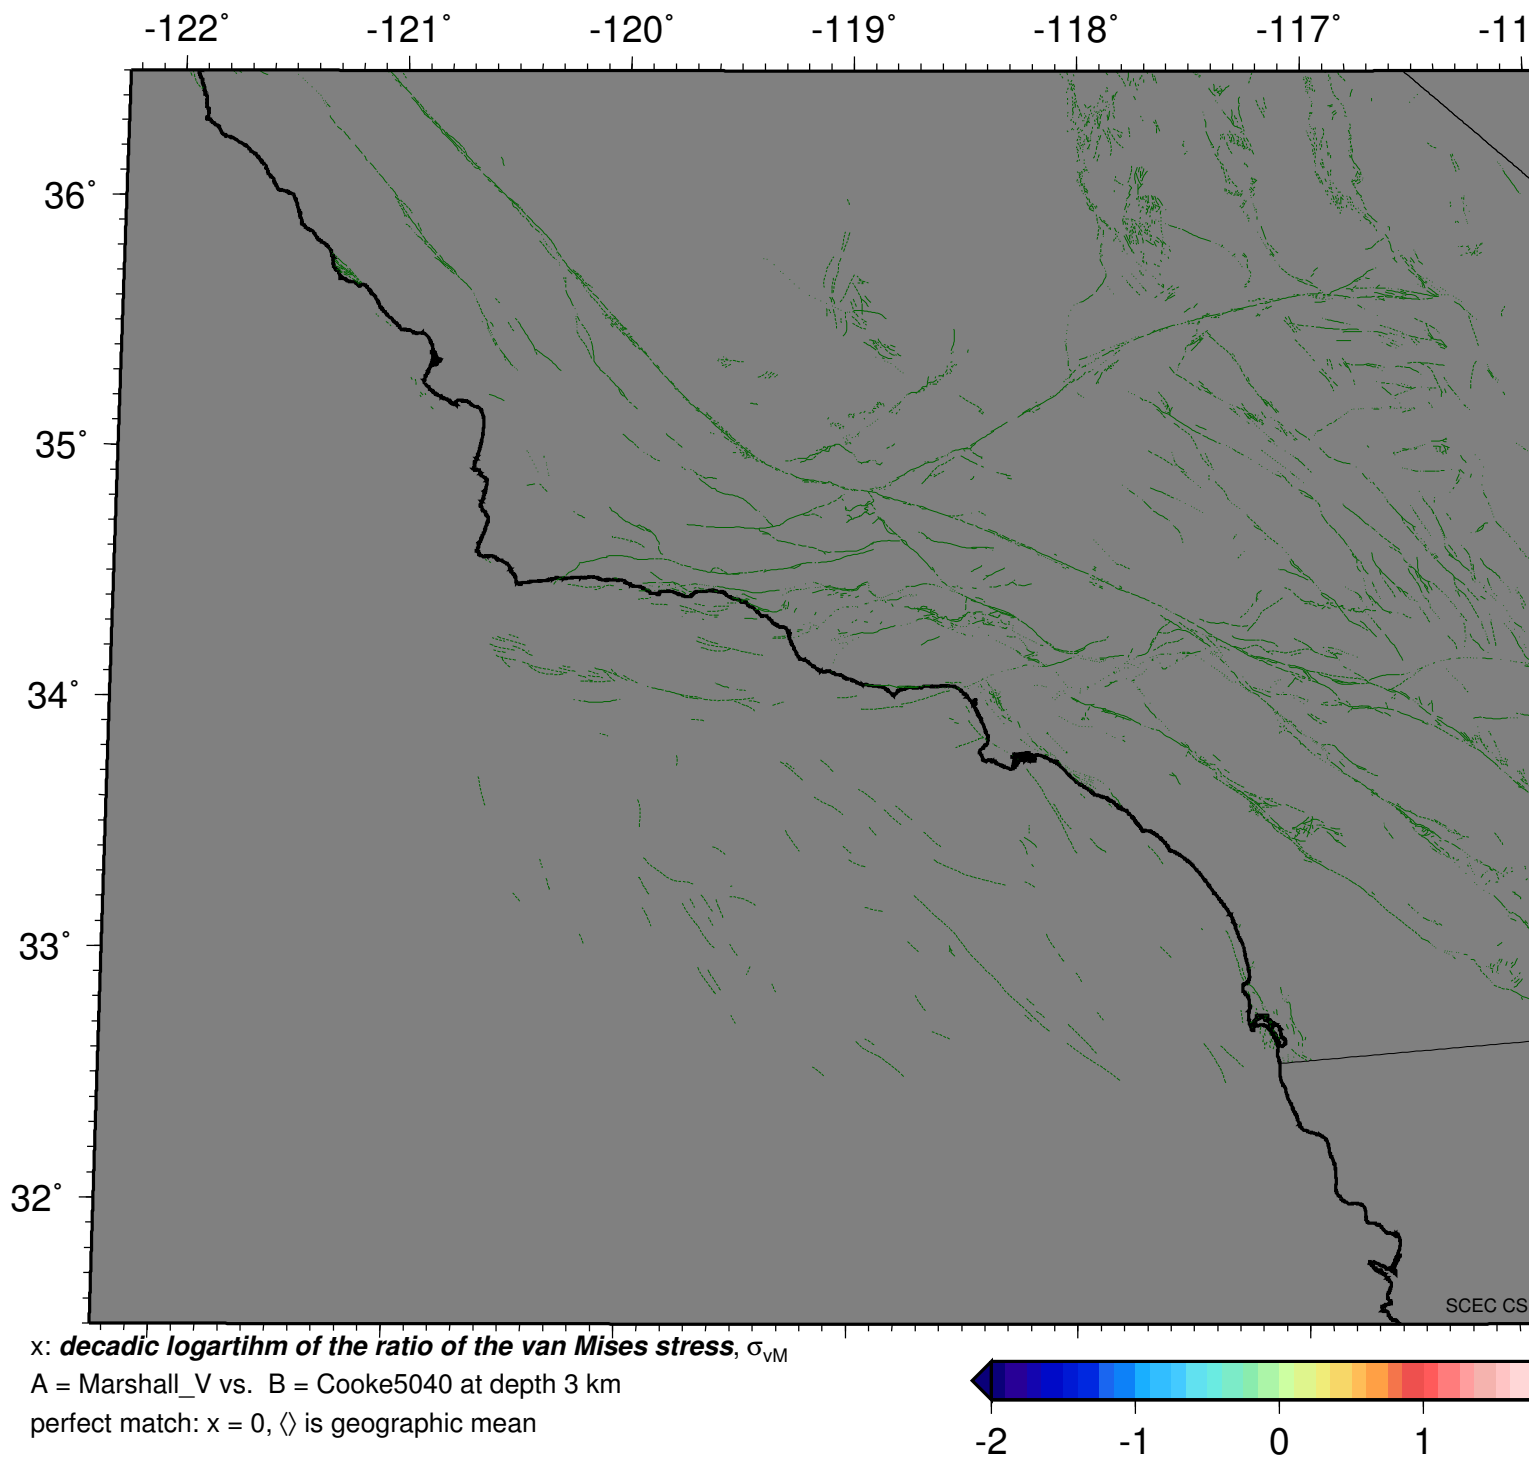 -122˚ -121˚ -120˚ -119˚ -118˚ -117˚ -11
36˚
35˚
34˚
33˚
32˚
SCEC CS
x: decadic logartihm of the ratio of the van Mises stress, σvM
A = Marshall_V vs. B = Cooke5040 at depth 3 km
perfect match: x = 0, ⟨⟩ is geographic mean
-2 -1 0 1